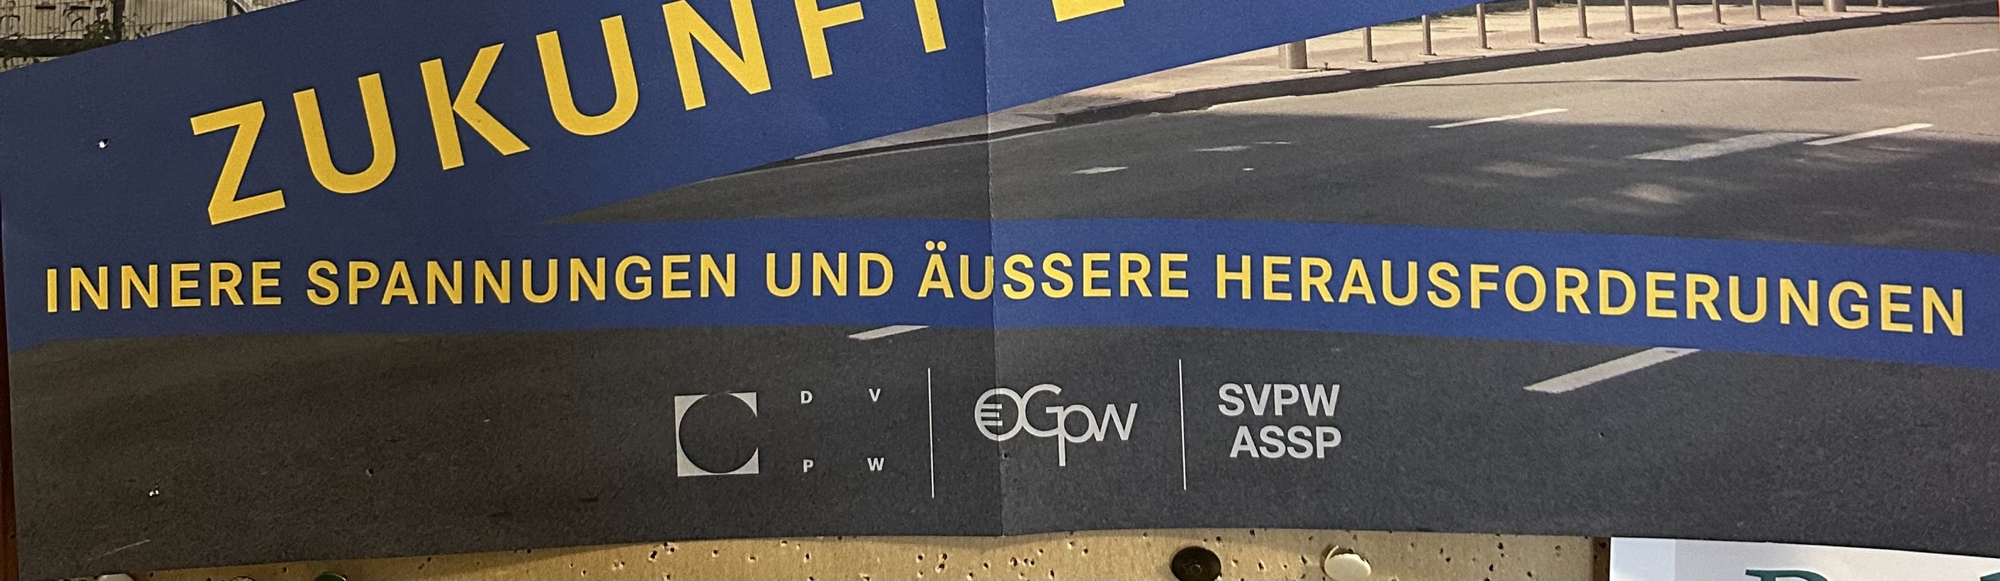 ZUKUNFT
INNERE SPANNUNGEN UND ÄUSSERE HERAUSFORDERUNGEN
D V
P W
ÖGpW
SVPW
ASSP